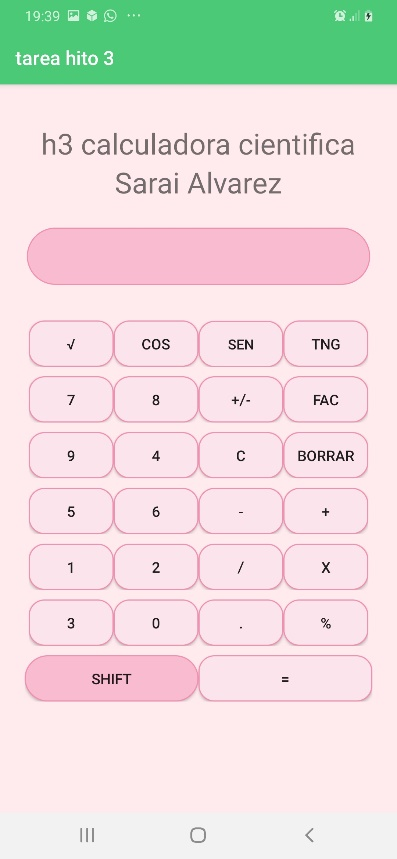 19:39
tarea hito 3
h3 calculadora cientifica
Sarai Alvarez
√ COS SEN TNG
7 8 +/- FAC
9 4 C BORRAR
5 6 - +
1 2 / X
3 0 . %
SHIFT =